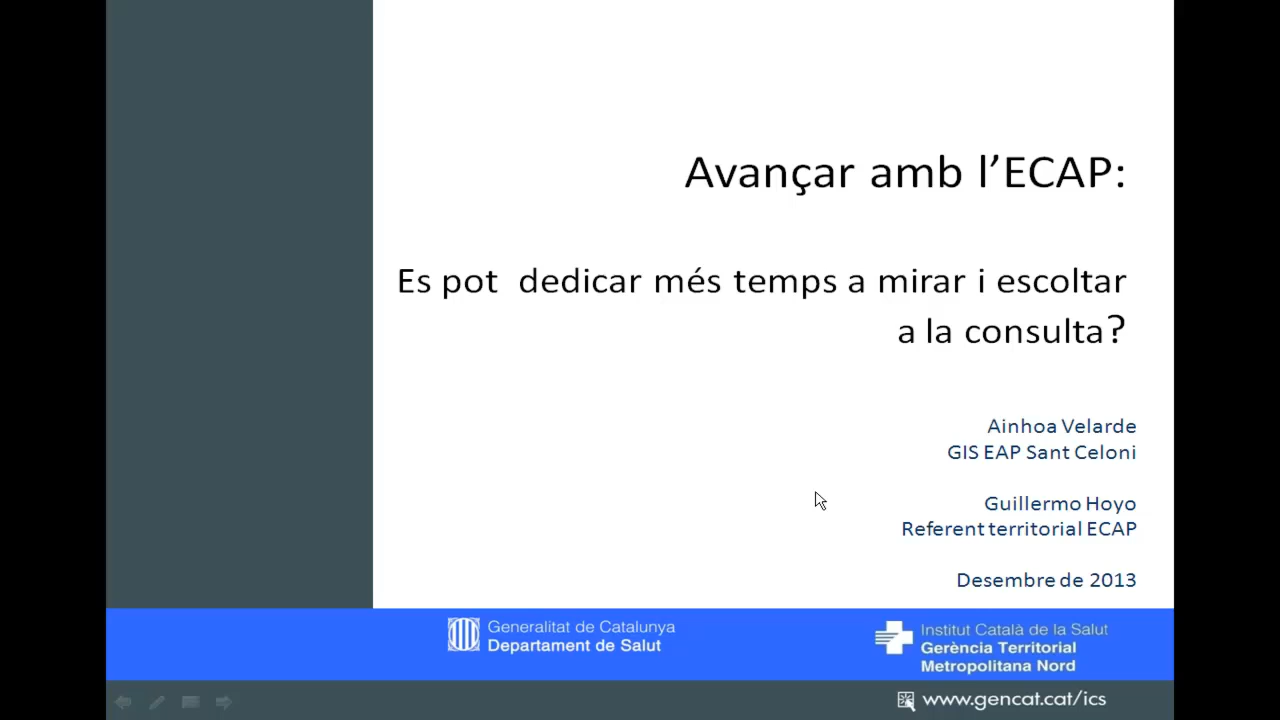 Avançar amb l’ECAP:
Es pot dedicar més temps a mirar i escoltar
a la consulta?
Ainhoa Velarde
GIS EAP Sant Celoni
Guillermo Hoyo
Referent territorial ECAP
Desembre de 2013
Generalitat de Catalunya
Departament de Salut
Institut Català de la Salut
Gerència Territorial
Metropolitana Nord
www.gencat.cat/ics